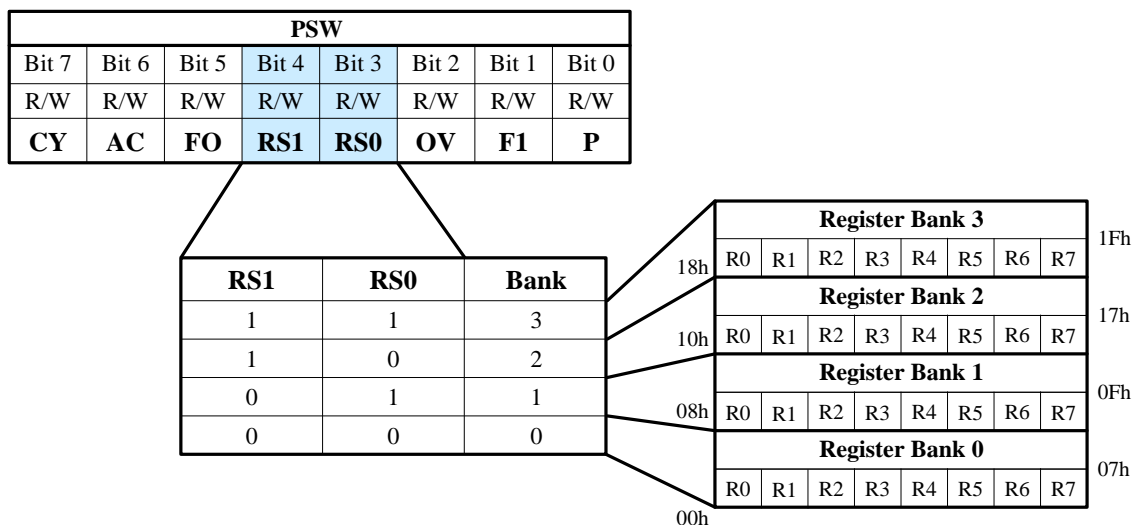 PSW
Bit 7 Bit 6 Bit 5 Bit 4 Bit 3 Bit 2 Bit 1 Bit 0
R/W R/W R/W R/W R/W R/W R/W R/W
CY AC FO RS1 RS0 OV F1 P
RS1 RS0 Bank
1 1 3
1 0 2
0 1 1
0 0 0
Register Bank 3
1Fh
18h R0 R1 R2 R3 R4 R5 R6 R7
Register Bank 2
17h
10h R0 R1 R2 R3 R4 R5 R6 R7
Register Bank 1
0Fh
08h R0 R1 R2 R3 R4 R5 R6 R7
Register Bank 0
07h
R0 R1 R2 R3 R4 R5 R6 R7
00h